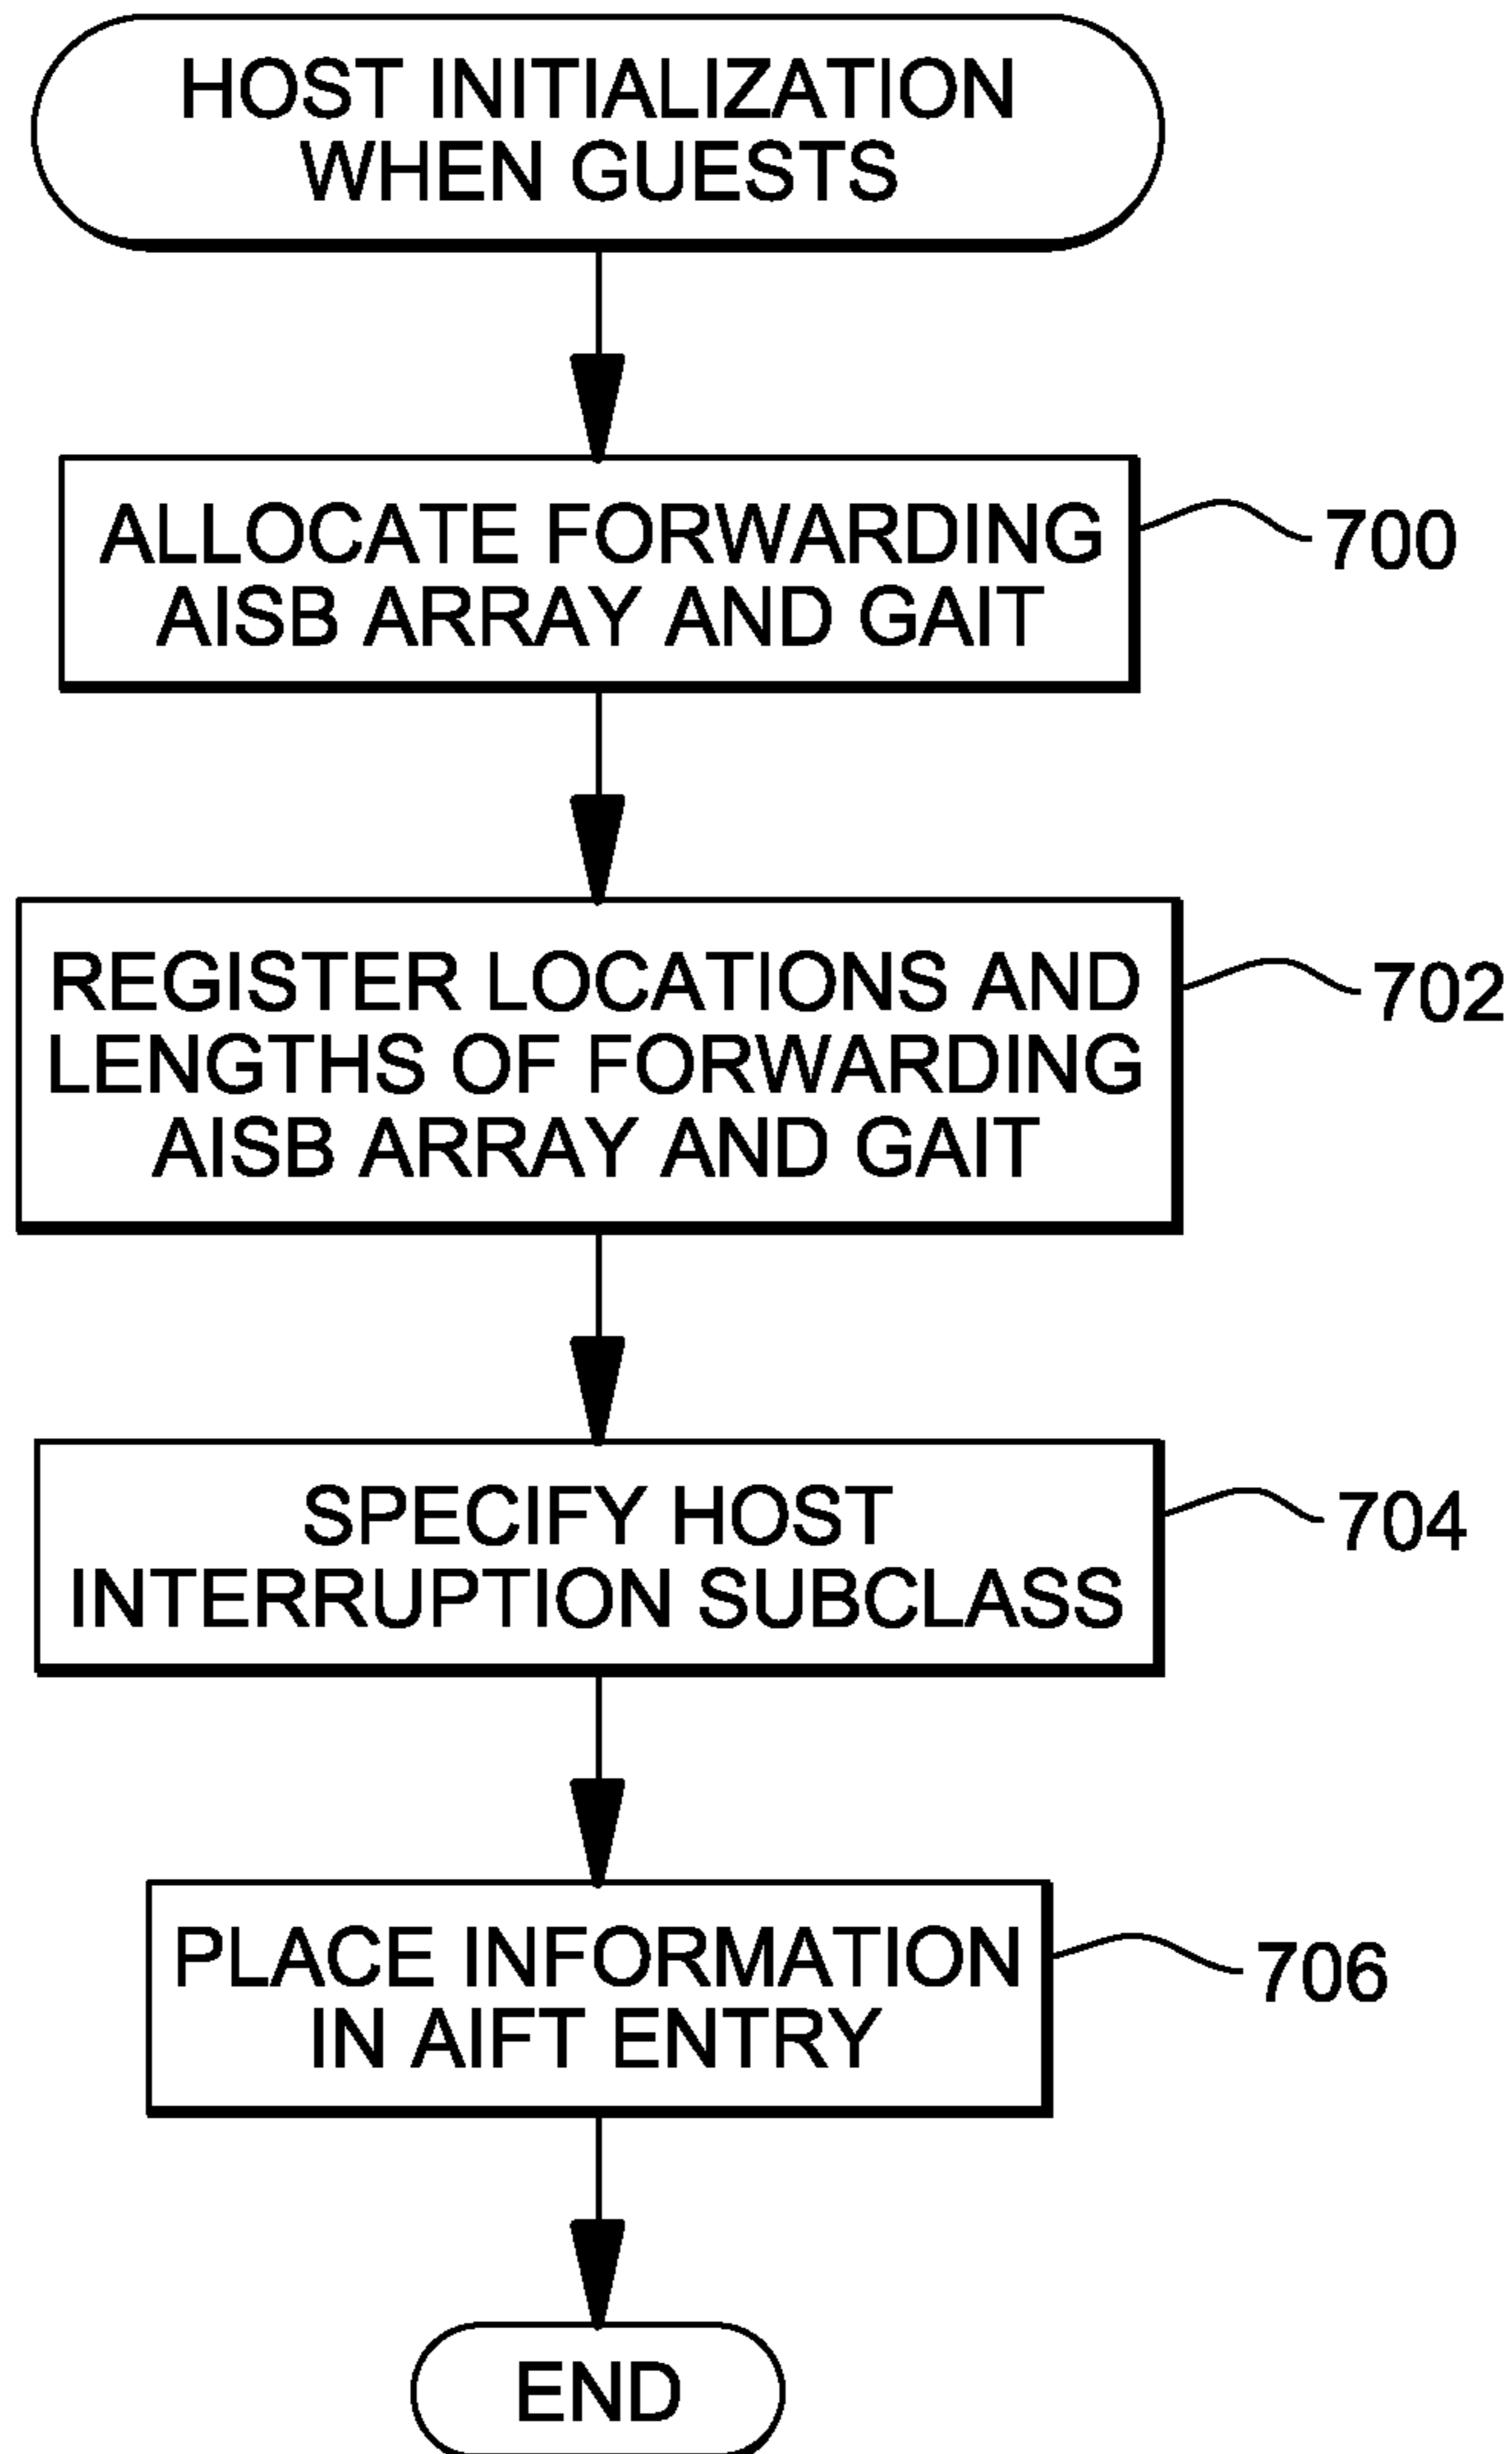 HOST INITIALIZATION
WHEN GUESTS
ALLOCATE FORWARDING
AISB ARRAY AND GAIT
700
REGISTER LOCATIONS AND
LENGTHS OF FORWARDING
AISB ARRAY AND GAIT
702
SPECIFY HOST
INTERRUPTION SUBCLASS
704
PLACE INFORMATION
IN AIFT ENTRY
706
END